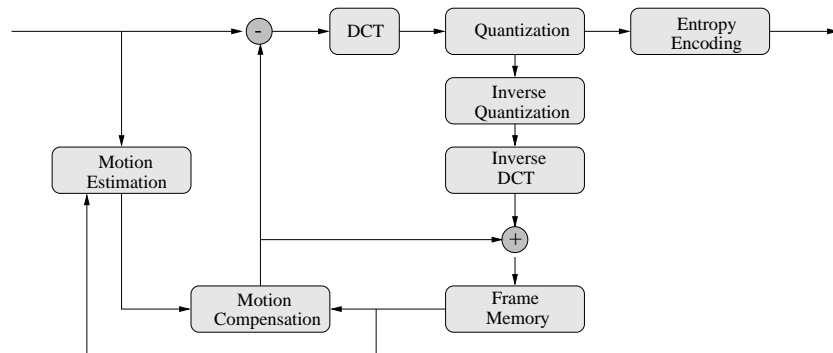 -
DCT
Quantization
Entropy
Encoding
Inverse
Quantization
Inverse
DCT
Motion
Estimation
+
Motion
Compensation
Frame
Memory